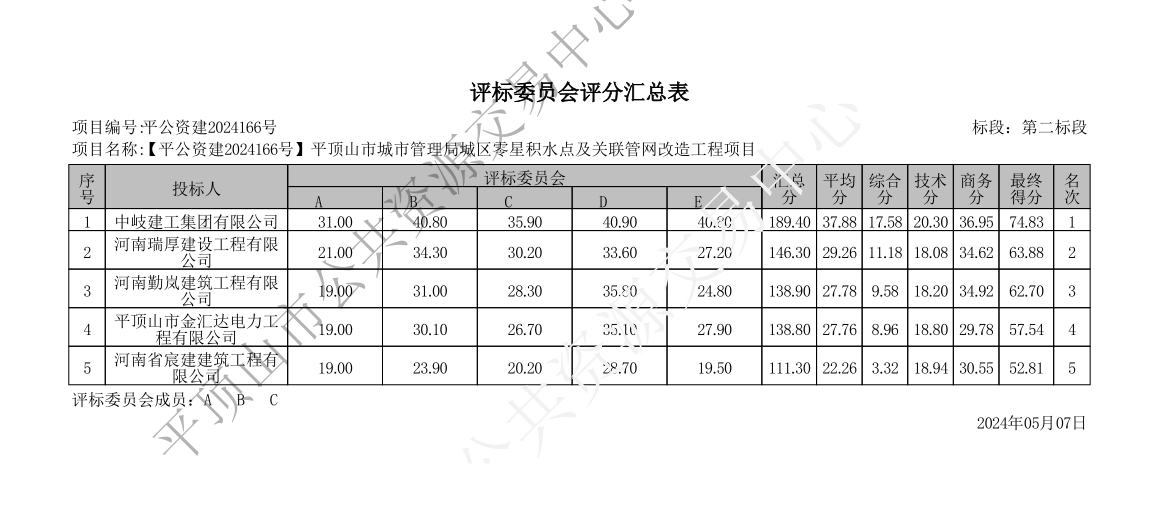 评标委员会评分汇总表
项目编号:平公资建2024166号 标段：第二标段
项目名称:【平公资建2024166号】平顶山市城市管理局城区零星积水点及关联管网改造工程项目
序号 投标人 评标委员会 汇总分 平均分 综合分 技术分 商务分 最终得分 名次
A B C D E
1 中岐建工集团有限公司 31.00 40.80 35.90 40.90 40.80 189.40 37.88 17.58 20.30 36.95 74.83 1
2 河南瑞厚建设工程有限公司 21.00 34.30 30.20 33.60 27.20 146.30 29.26 11.18 18.08 34.62 63.88 2
3 河南勤岚建筑工程有限公司 19.00 31.00 28.30 35.80 24.80 138.90 27.78 9.58 18.20 34.92 62.70 3
4 平顶山市金汇达电力工程有限公司 19.00 30.10 26.70 35.10 27.90 138.80 27.76 8.96 18.80 29.78 57.54 4
5 河南省宸建建筑工程有限公司 19.00 23.90 20.20 28.70 19.50 111.30 22.26 3.32 18.94 30.55 52.81 5
评标委员会成员：A B C
2024年05月07日
平顶山市公共资源交易中心
公共资源交易中心